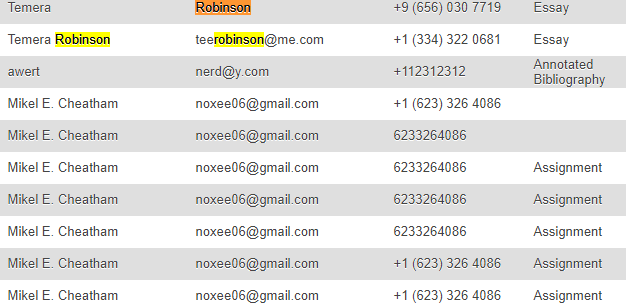 Temera Robinson +9 (656) 030 7719 Essay
Temera Robinson teerobinson@me.com +1 (334) 322 0681 Essay
awert nerd@y.com +112312312 Annotated
Bibliography
Mikel E. Cheatham noxee06@gmail.com +1 (623) 326 4086
Mikel E. Cheatham noxee06@gmail.com 6233264086
Mikel E. Cheatham noxee06@gmail.com 6233264086 Assignment
Mikel E. Cheatham noxee06@gmail.com 6233264086 Assignment
Mikel E. Cheatham noxee06@gmail.com 6233264086 Assignment
Mikel E. Cheatham noxee06@gmail.com +1 (623) 326 4086 Assignment
Mikel E. Cheatham noxee06@gmail.com +1 (623) 326 4086 Assignment